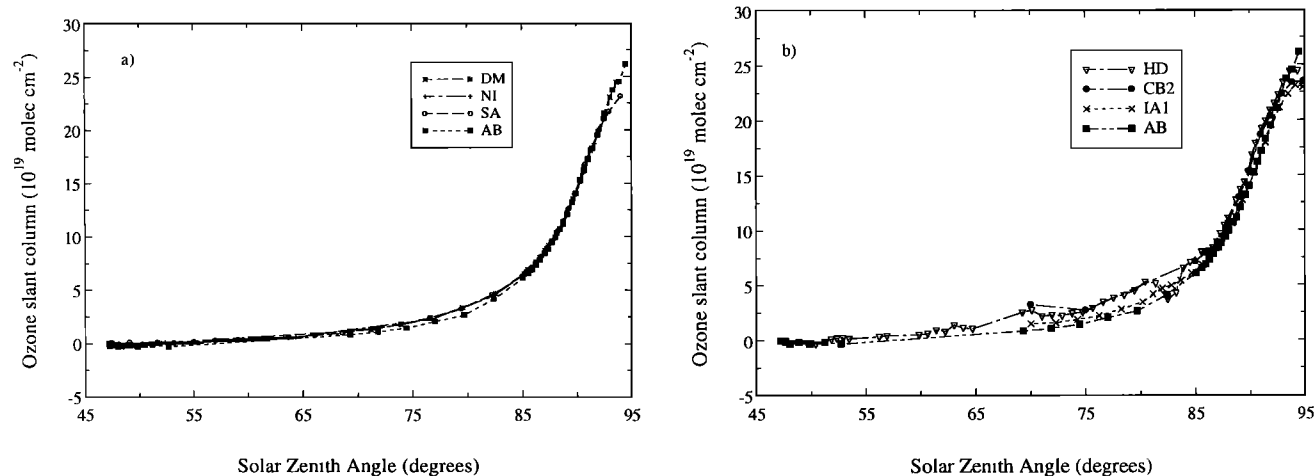 a)
DM
NI
SA
AB
30
25
20
15
10
5
0
-5
45
55
65
75
85
95
Ozone slant column (10^19 molec cm^-2)
Solar Zenith Angle (degrees)
b)
HD
CB2
IA1
AB
30
25
20
15
10
5
0
-5
45
55
65
75
85
95
Ozone slant column (10^19 molec cm^-2)
Solar Zenith Angle (degrees)